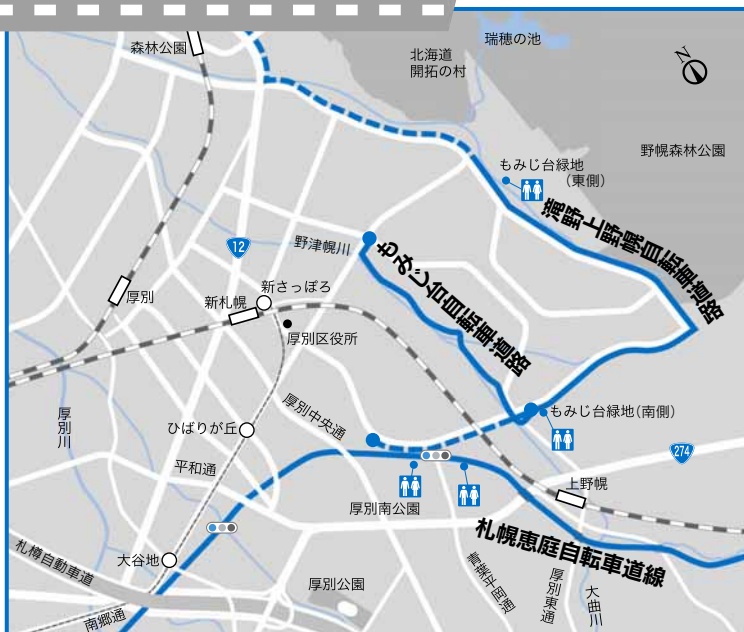 森林公園
北海道
開拓の村
瑞穂の池
N
野幌森林公園
もみじ台緑地
（東側）
滝野上野幌自転車道路
12
野津幌川
もみじ台自転車道路
厚別
新札幌
新さっぽろ
厚別区役所
厚別川
ひばりが丘
厚別中央通
もみじ台緑地（南側）
274
平和通
上野幌
厚別南公園
札幌恵庭自転車道線
大谷地
札樽自動車道
厚別公園
青葉平岡通
厚別東通
大曲川
南郷通